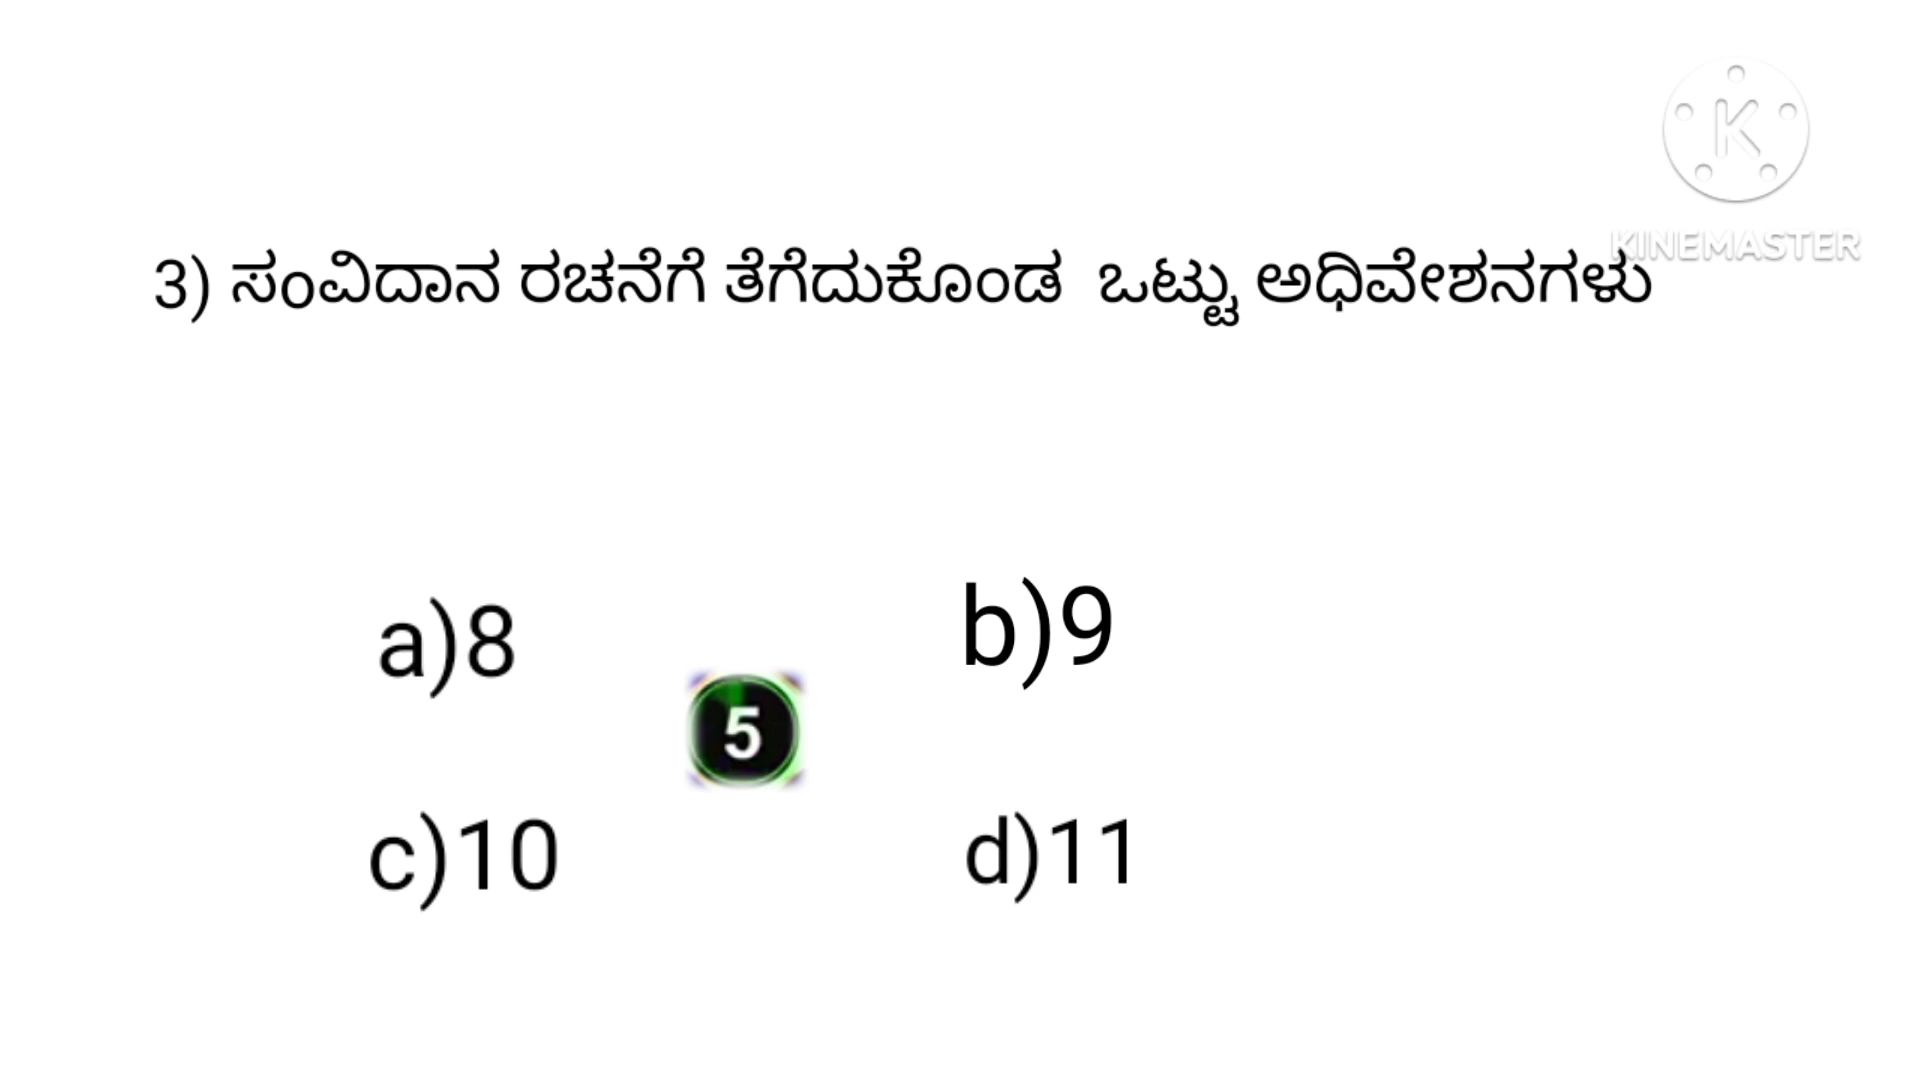 K
KINEMASTER
3) ಸಂವಿದಾನ ರಚನೆಗೆ ತೆಗೆದುಕೊಂಡ ಒಟ್ಟು ಅಧಿವೇಶನಗಳು
a)8
b)9
5
c)10
d)11